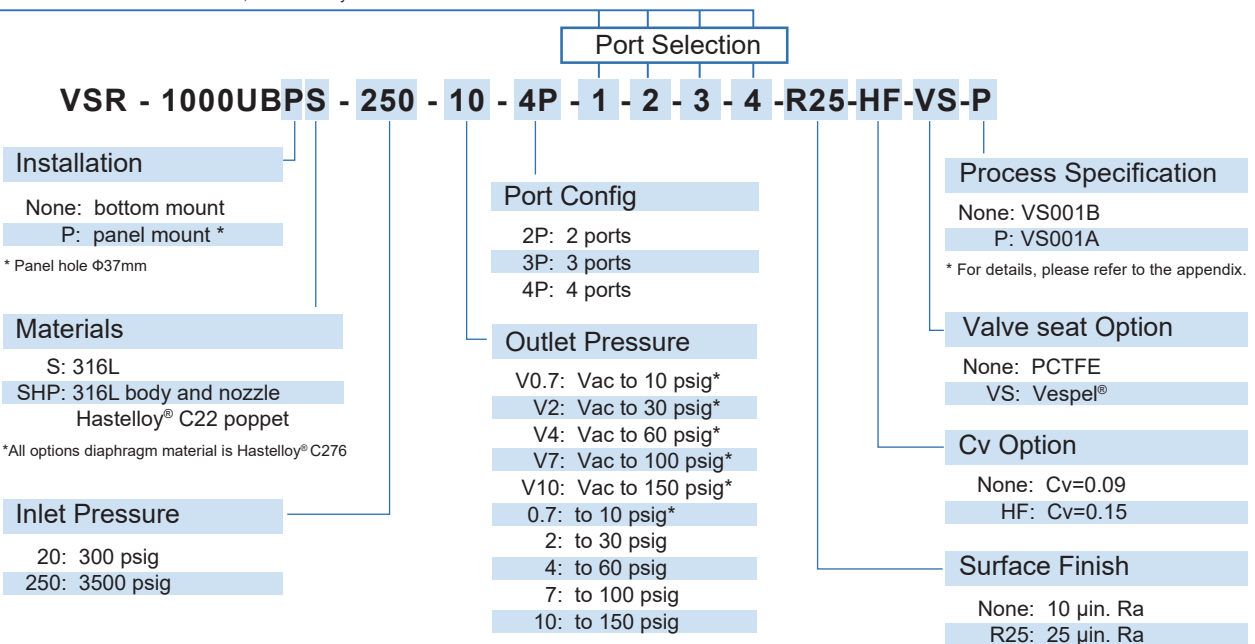 Port Selection
VSR - 1000UBPS - 250 - 10 - 4P - 1 - 2 - 3 - 4 -R25-HF-VS-P
Installation
None: bottom mount
P: panel mount *
* Panel hole Φ37mm
Materials
S: 316L
SHP: 316L body and nozzle
Hastelloy® C22 poppet
*All options diaphragm material is Hastelloy® C276
Inlet Pressure
20: 300 psig
250: 3500 psig
Port Config
2P: 2 ports
3P: 3 ports
4P: 4 ports
Outlet Pressure
V0.7: Vac to 10 psig*
V2: Vac to 30 psig*
V4: Vac to 60 psig*
V7: Vac to 100 psig*
V10: Vac to 150 psig*
0.7: to 10 psig*
2: to 30 psig
4: to 60 psig
7: to 100 psig
10: to 150 psig
Process Specification
None: VS001B
P: VS001A
* For details, please refer to the appendix.
Valve seat Option
None: PCTFE
VS: Vespel®
Cv Option
None: Cv=0.09
HF: Cv=0.15
Surface Finish
None: 10 µin. Ra
R25: 25 µin. Ra